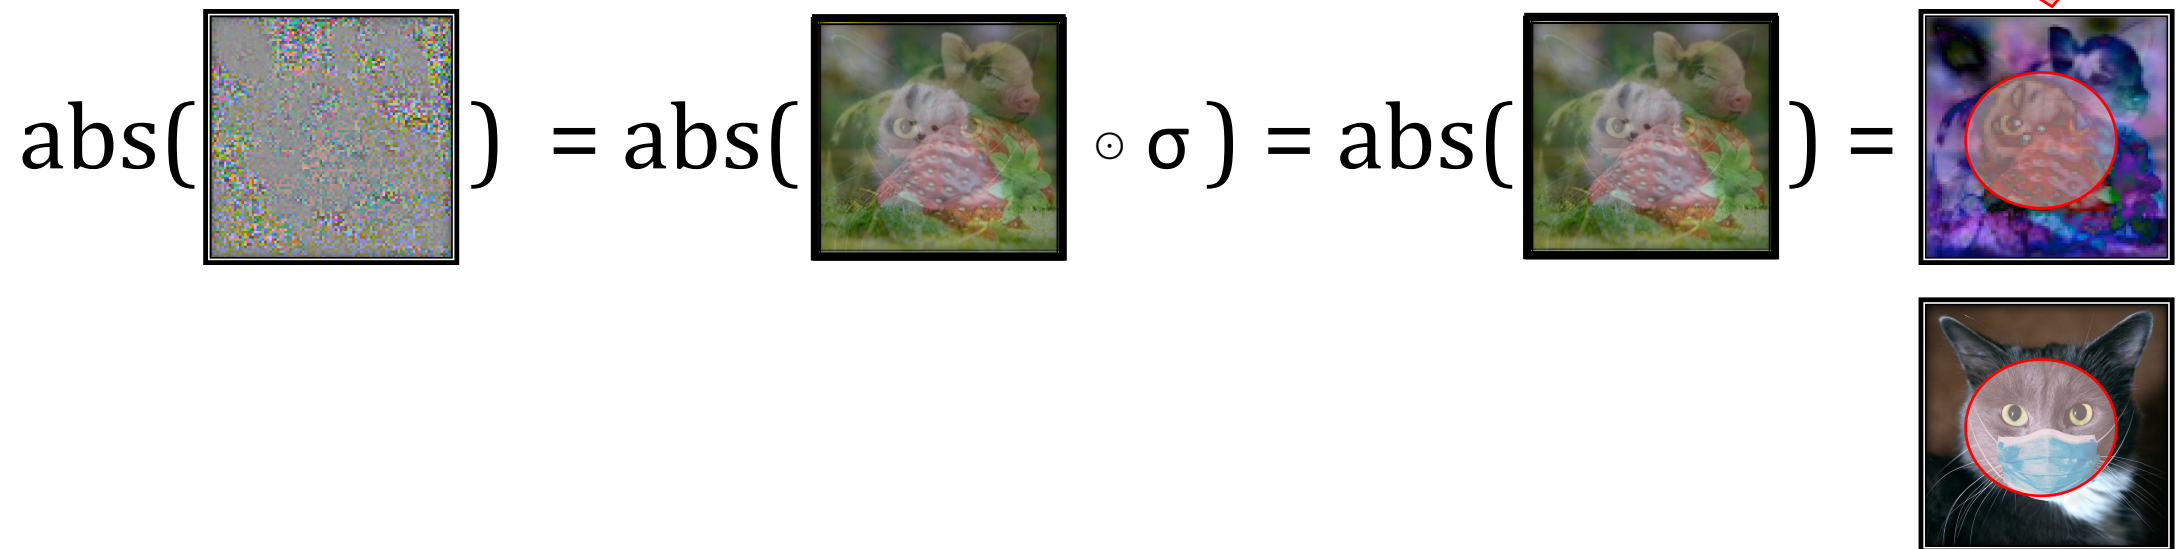 abs( ) = abs( ⊙ σ ) = abs( ) =